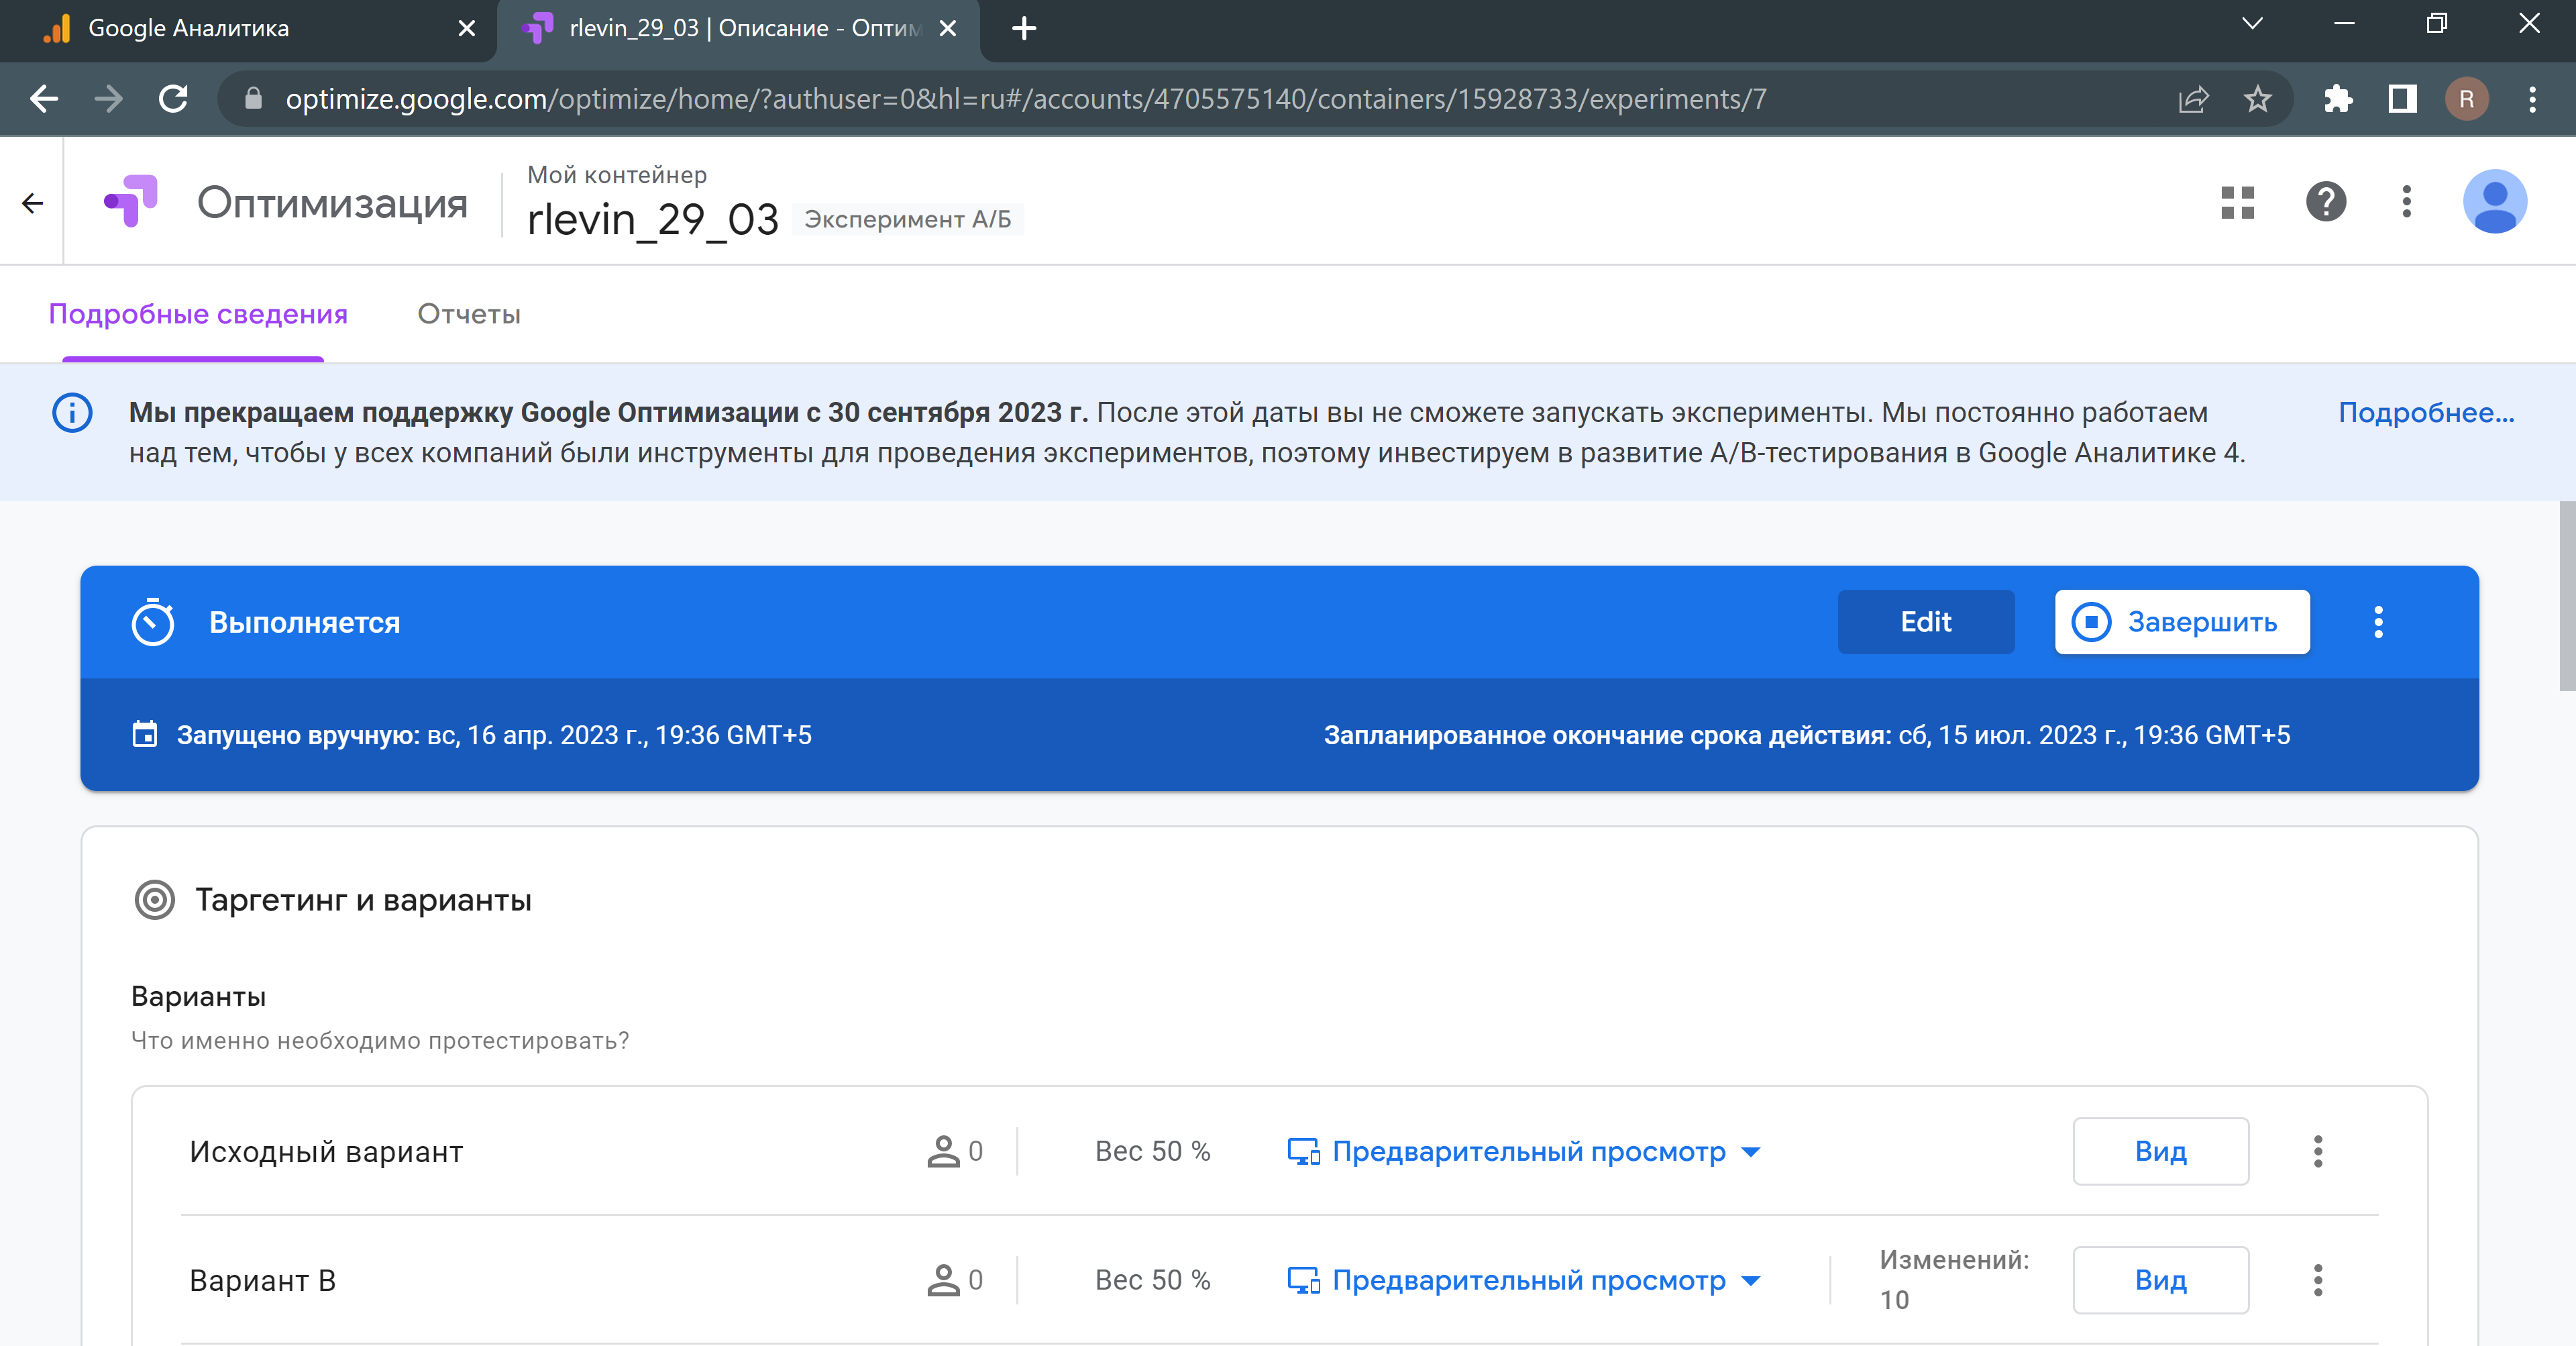 Google Аналитика
rlevin_29_03 | Описание - Оптим
optimize.google.com/optimize/home/?authuser=0&hl=ru#/accounts/4705575140/containers/15928733/experiments/7
R
Оптимизация
Мой контейнер
rlevin_29_03 Эксперимент А/Б
Подробные сведения Отчеты
Мы прекращаем поддержку Google Оптимизации с 30 сентября 2023 г. После этой даты вы не сможете запускать эксперименты. Мы постоянно работаем
над тем, чтобы у всех компаний были инструменты для проведения экспериментов, поэтому инвестируем в развитие A/B-тестирования в Google Аналитике 4.
Подробнее...
Выполняется Edit Завершить
Запущено вручную: вс, 16 апр. 2023 г., 19:36 GMT+5 Запланированное окончание срока действия: сб, 15 июл. 2023 г., 19:36 GMT+5
Таргетинг и варианты
Варианты
Что именно необходимо протестировать?
Исходный вариант 0 Вес 50 % Предварительный просмотр Вид
Вариант B 0 Вес 50 % Предварительный просмотр Изменений: 10 Вид